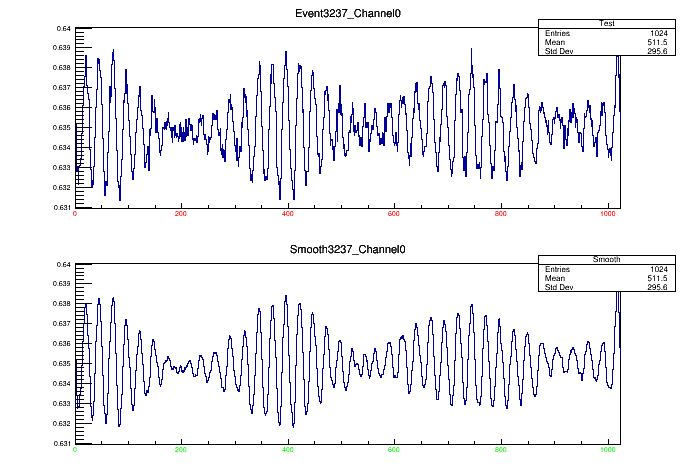 Event3237_Channel0
Test
Entries 1024
Mean 511.5
Std Dev 295.6
0.64
0.639
0.638
0.637
0.636
0.635
0.634
0.633
0.632
0.631
0 200 400 600 800 1000
Smooth3237_Channel0
Smooth
Entries 1024
Mean 511.5
Std Dev 295.6
0.64
0.639
0.638
0.637
0.636
0.635
0.634
0.633
0.632
0.631
0 200 400 600 800 1000